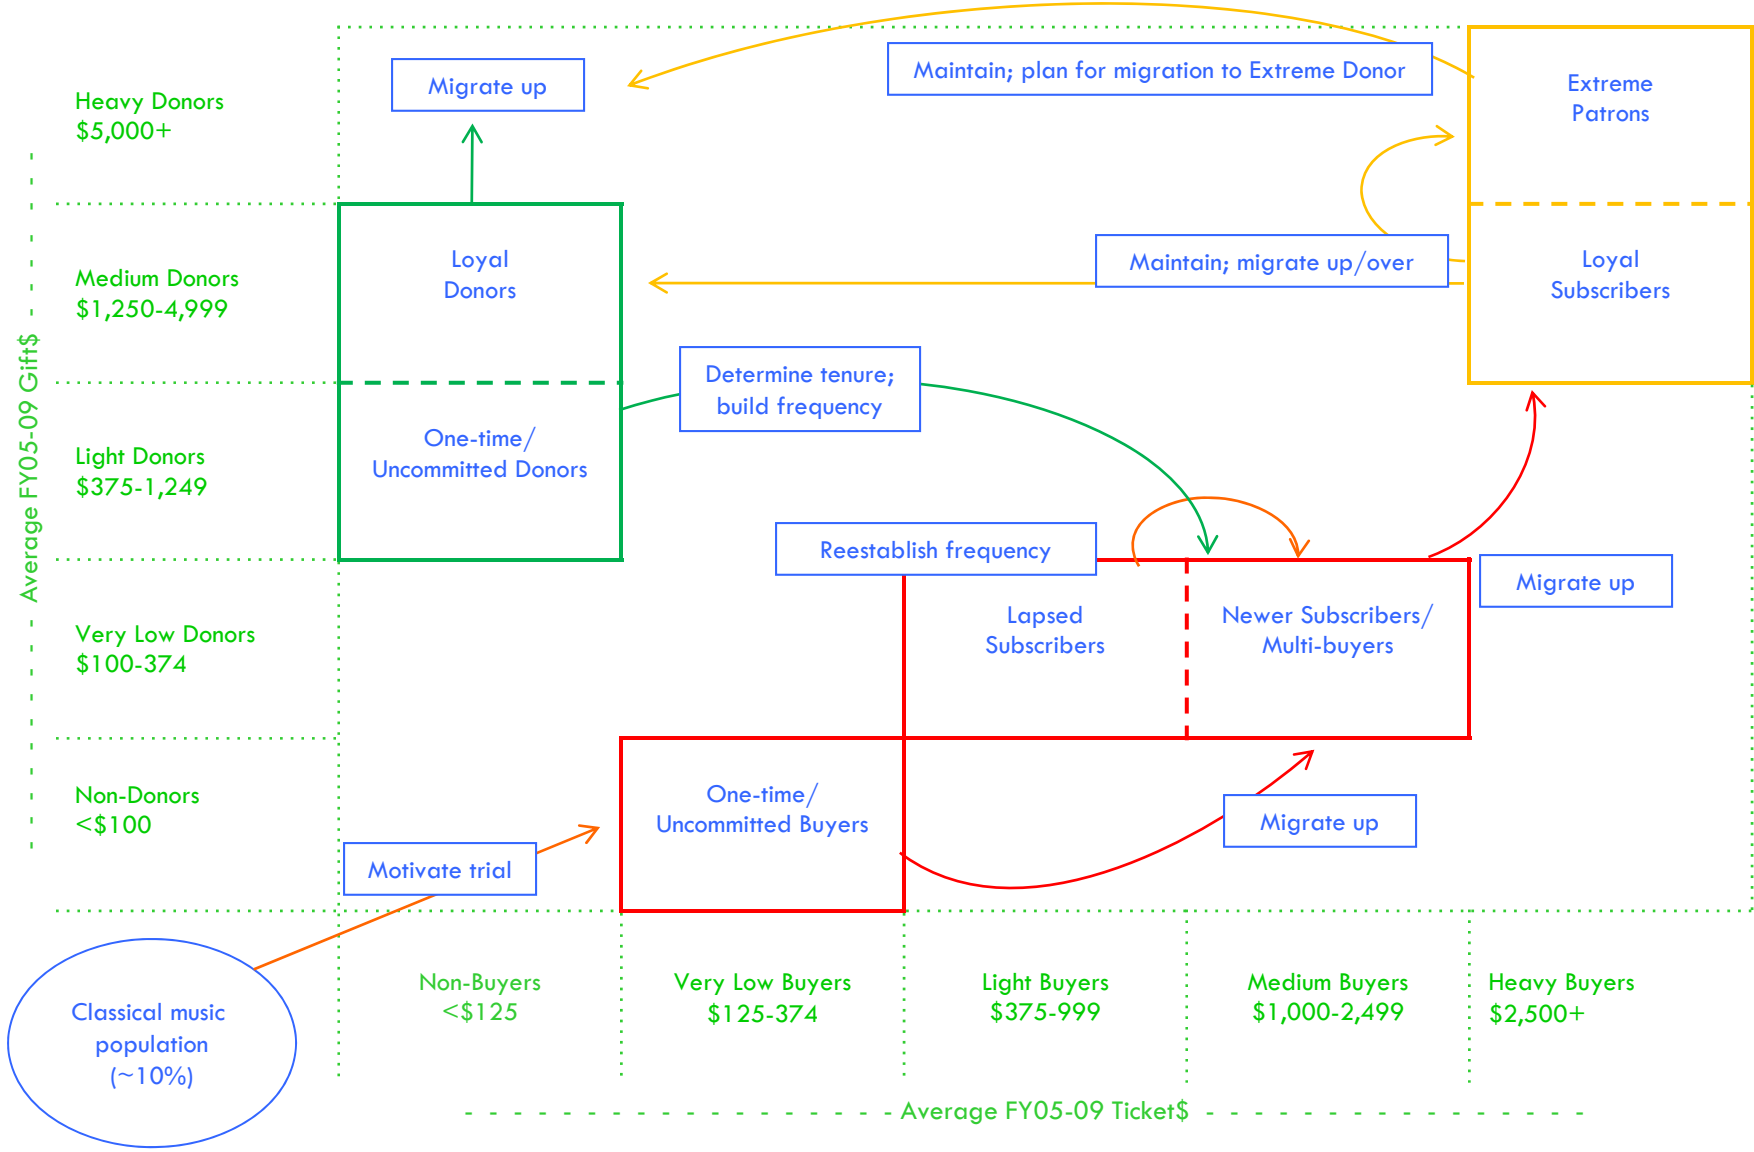 Migrate up
Maintain; plan for migration to Extreme Donor
Extreme
Patrons
Heavy Donors
$5,000+
Loyal
Donors
Maintain; migrate up/over
Loyal
Subscribers
Medium Donors
$1,250-4,999
Determine tenure;
build frequency
One-time/
Uncommitted Donors
Light Donors
$375-1,249
Average FY05-09 Gift$
Reestablish frequency
Migrate up
Lapsed
Subscribers
Newer Subscribers/
Multi-buyers
Very Low Donors
$100-374
One-time/
Uncommitted Buyers
Non-Donors
<$100
Migrate up
Motivate trial
Classical music
population
(~10%)
Non-Buyers
<$125
Very Low Buyers
$125-374
Light Buyers
$375-999
Medium Buyers
$1,000-2,499
Heavy Buyers
$2,500+
Average FY05-09 Ticket$